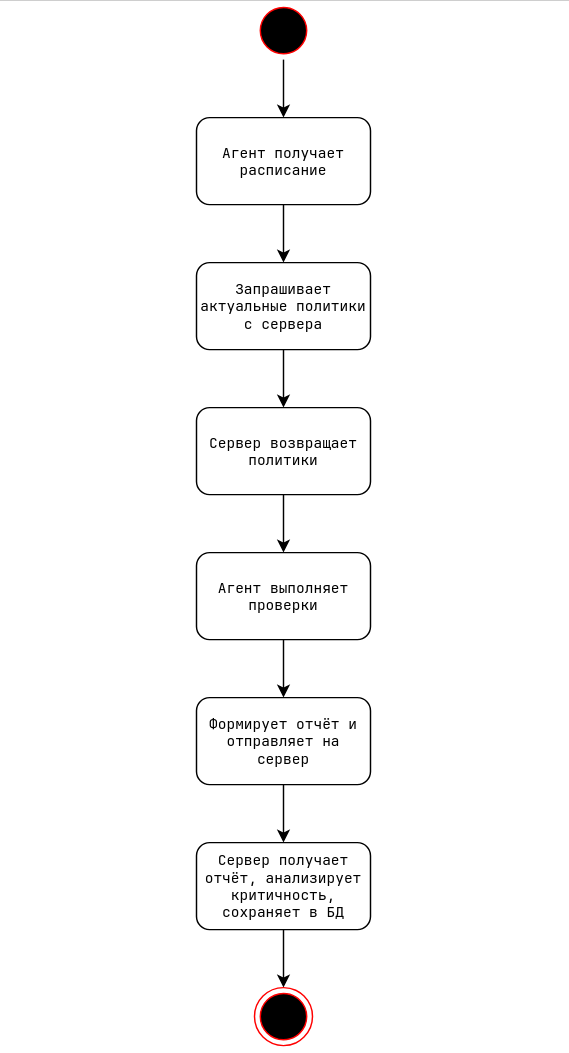 Агент получает
расписание
Запрашивает
актуальные политики
с сервера
Сервер возвращает
политики
Агент выполняет
проверки
Формирует отчёт и
отправляет на
сервер
Сервер получает
отчёт, анализирует
критичность,
сохраняет в БД